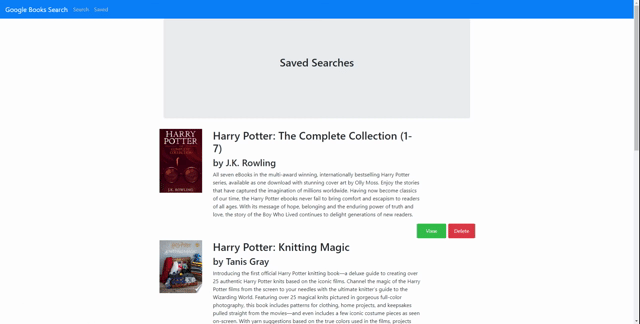 Google Books Search Search Saved
Saved Searches
HARRY
POTTER
J.K. ROWLING
Harry Potter: The Complete Collection (1-
7)
by J.K. Rowling
All seven eBooks in the multi-award winning, internationally bestselling Harry Potter
series, available as one download with stunning cover art by Olly Moss. Enjoy the stories
that have captured the imagination of millions worldwide. Having now become classics
of our time, the Harry Potter ebooks never fail to bring comfort and escapism to readers
of all ages. With its message of hope, belonging and the enduring power of truth and
love, the story of the Boy Who Lived continues to delight generations of new readers.
View Delete
Harry Potter: Knitting Magic
by Tanis Gray
Introducing the first official Harry Potter knitting book—a deluxe guide to creating over
25 authentic Harry Potter knits based on the iconic films. Channel the magic of the Harry
Potter films from the screen to your needles with the ultimate knitter's guide to the
Wizarding World. Featuring over 25 magical knits pictured in gorgeous full-color
photography, this book includes patterns for clothing, home projects, and keepsakes
pulled straight from the movies—and even includes a few iconic costume pieces as seen
on-screen. With yarn suggestions based on the true colors used in the films, projects